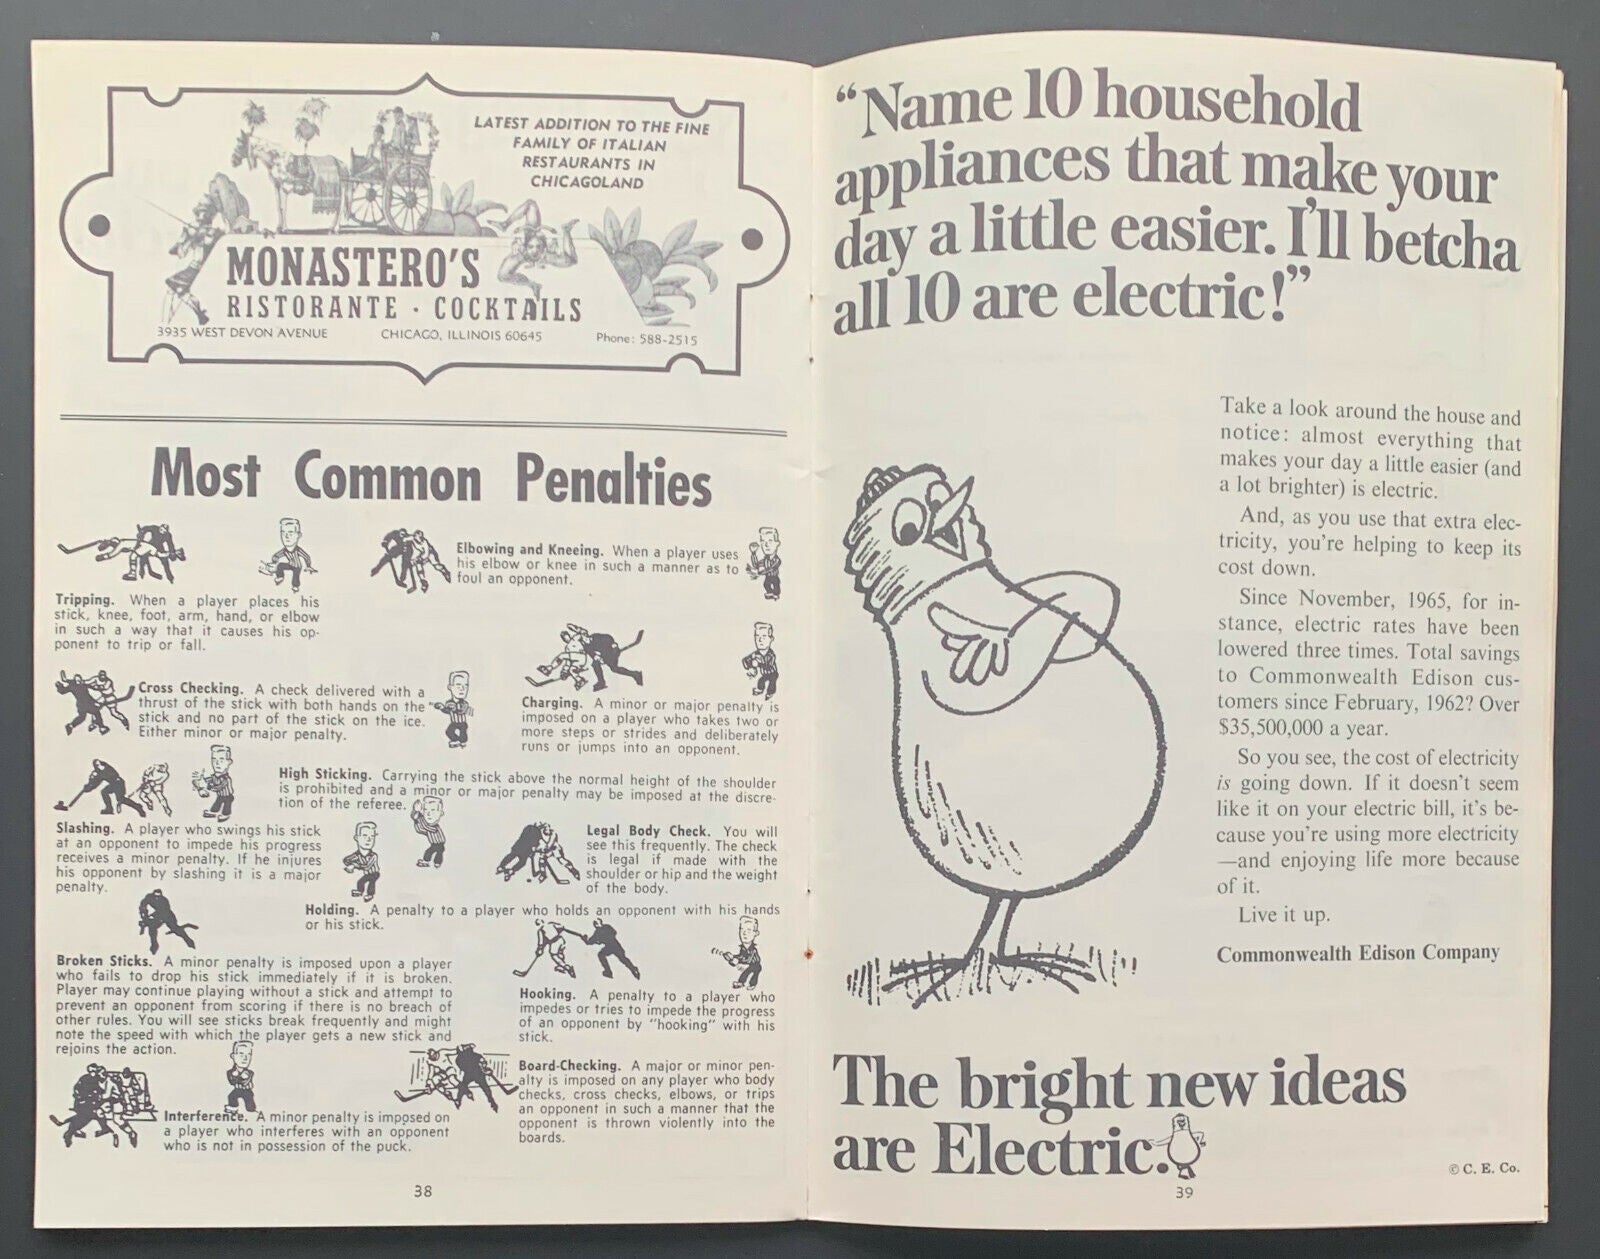 LATEST ADDITION TO THE FINE
FAMILY OF ITALIAN
RESTAURANTS IN
CHICAGOLAND
MONASTERO'S
RISTORANTE · COCKTAILS
3935 WEST DEVON AVENUE CHICAGO, ILLINOIS 60645 Phone: 588-2515
Most Common Penalties
Tripping. When a player places his
stick, knee, foot, arm, hand, or elbow
in such a way that it causes his op-
ponent to trip or fall.
Elbowing and Kneeing. When a player uses
his elbow or knee in such a manner as to
foul an opponent.
Cross Checking. A check delivered with a
thrust of the stick with both hands on the
stick and no part of the stick on the ice.
Either minor or major penalty.
Charging. A minor or major penalty is
imposed on a player who takes two or
more steps or strides and deliberately
runs or jumps into an opponent.
High Sticking. Carrying the stick above the normal height of the shoulder
is prohibited and a minor or major penalty may be imposed at the discre-
tion of the referee.
Slashing. A player who swings his stick
at an opponent to impede his progress
receives a minor penalty. If he injures
his opponent by slashing it is a major
penalty.
Legal Body Check. You will
see this frequently. The check
is legal if made with the
shoulder or hip and the weight
of the body.
Holding. A penalty to a player who holds an opponent with his hands
or his stick.
Broken Sticks. A minor penalty is imposed upon a player
who fails to drop his stick immediately if it is broken.
Player may continue playing without a stick and attempt to
prevent an opponent from scoring if there is no breach of
other rules. You will see sticks break frequently and might
note the speed with which the player gets a new stick and
rejoins the action.
Hooking. A penalty to a player who
impedes or tries to impede the progress
of an opponent by "hooking" with his
stick.
Interference. A minor penalty is imposed on
a player who interferes with an opponent
who is not in possession of the puck.
Board-Checking. A major or minor pen-
alty is imposed on any player who body
checks, cross checks, elbows, or trips
an opponent in such a manner that the
opponent is thrown violently into the
boards.
38
“Name 10 household
appliances that make your
day a little easier. I'll betcha
all 10 are electric!”
Take a look around the house and
notice: almost everything that
makes your day a little easier (and
a lot brighter) is electric.
And, as you use that extra elec-
tricity, you're helping to keep its
cost down.
Since November, 1965, for in-
stance, electric rates have been
lowered three times. Total savings
to Commonwealth Edison cus-
tomers since February, 1962? Over
$35,500,000 a year.
So you see, the cost of electricity
is going down. If it doesn't seem
like it on your electric bill, it's be-
cause you're using more electricity
—and enjoying life more because
of it.
Live it up.
Commonwealth Edison Company
The bright new ideas
are Electric.
© C. E. Co.
39